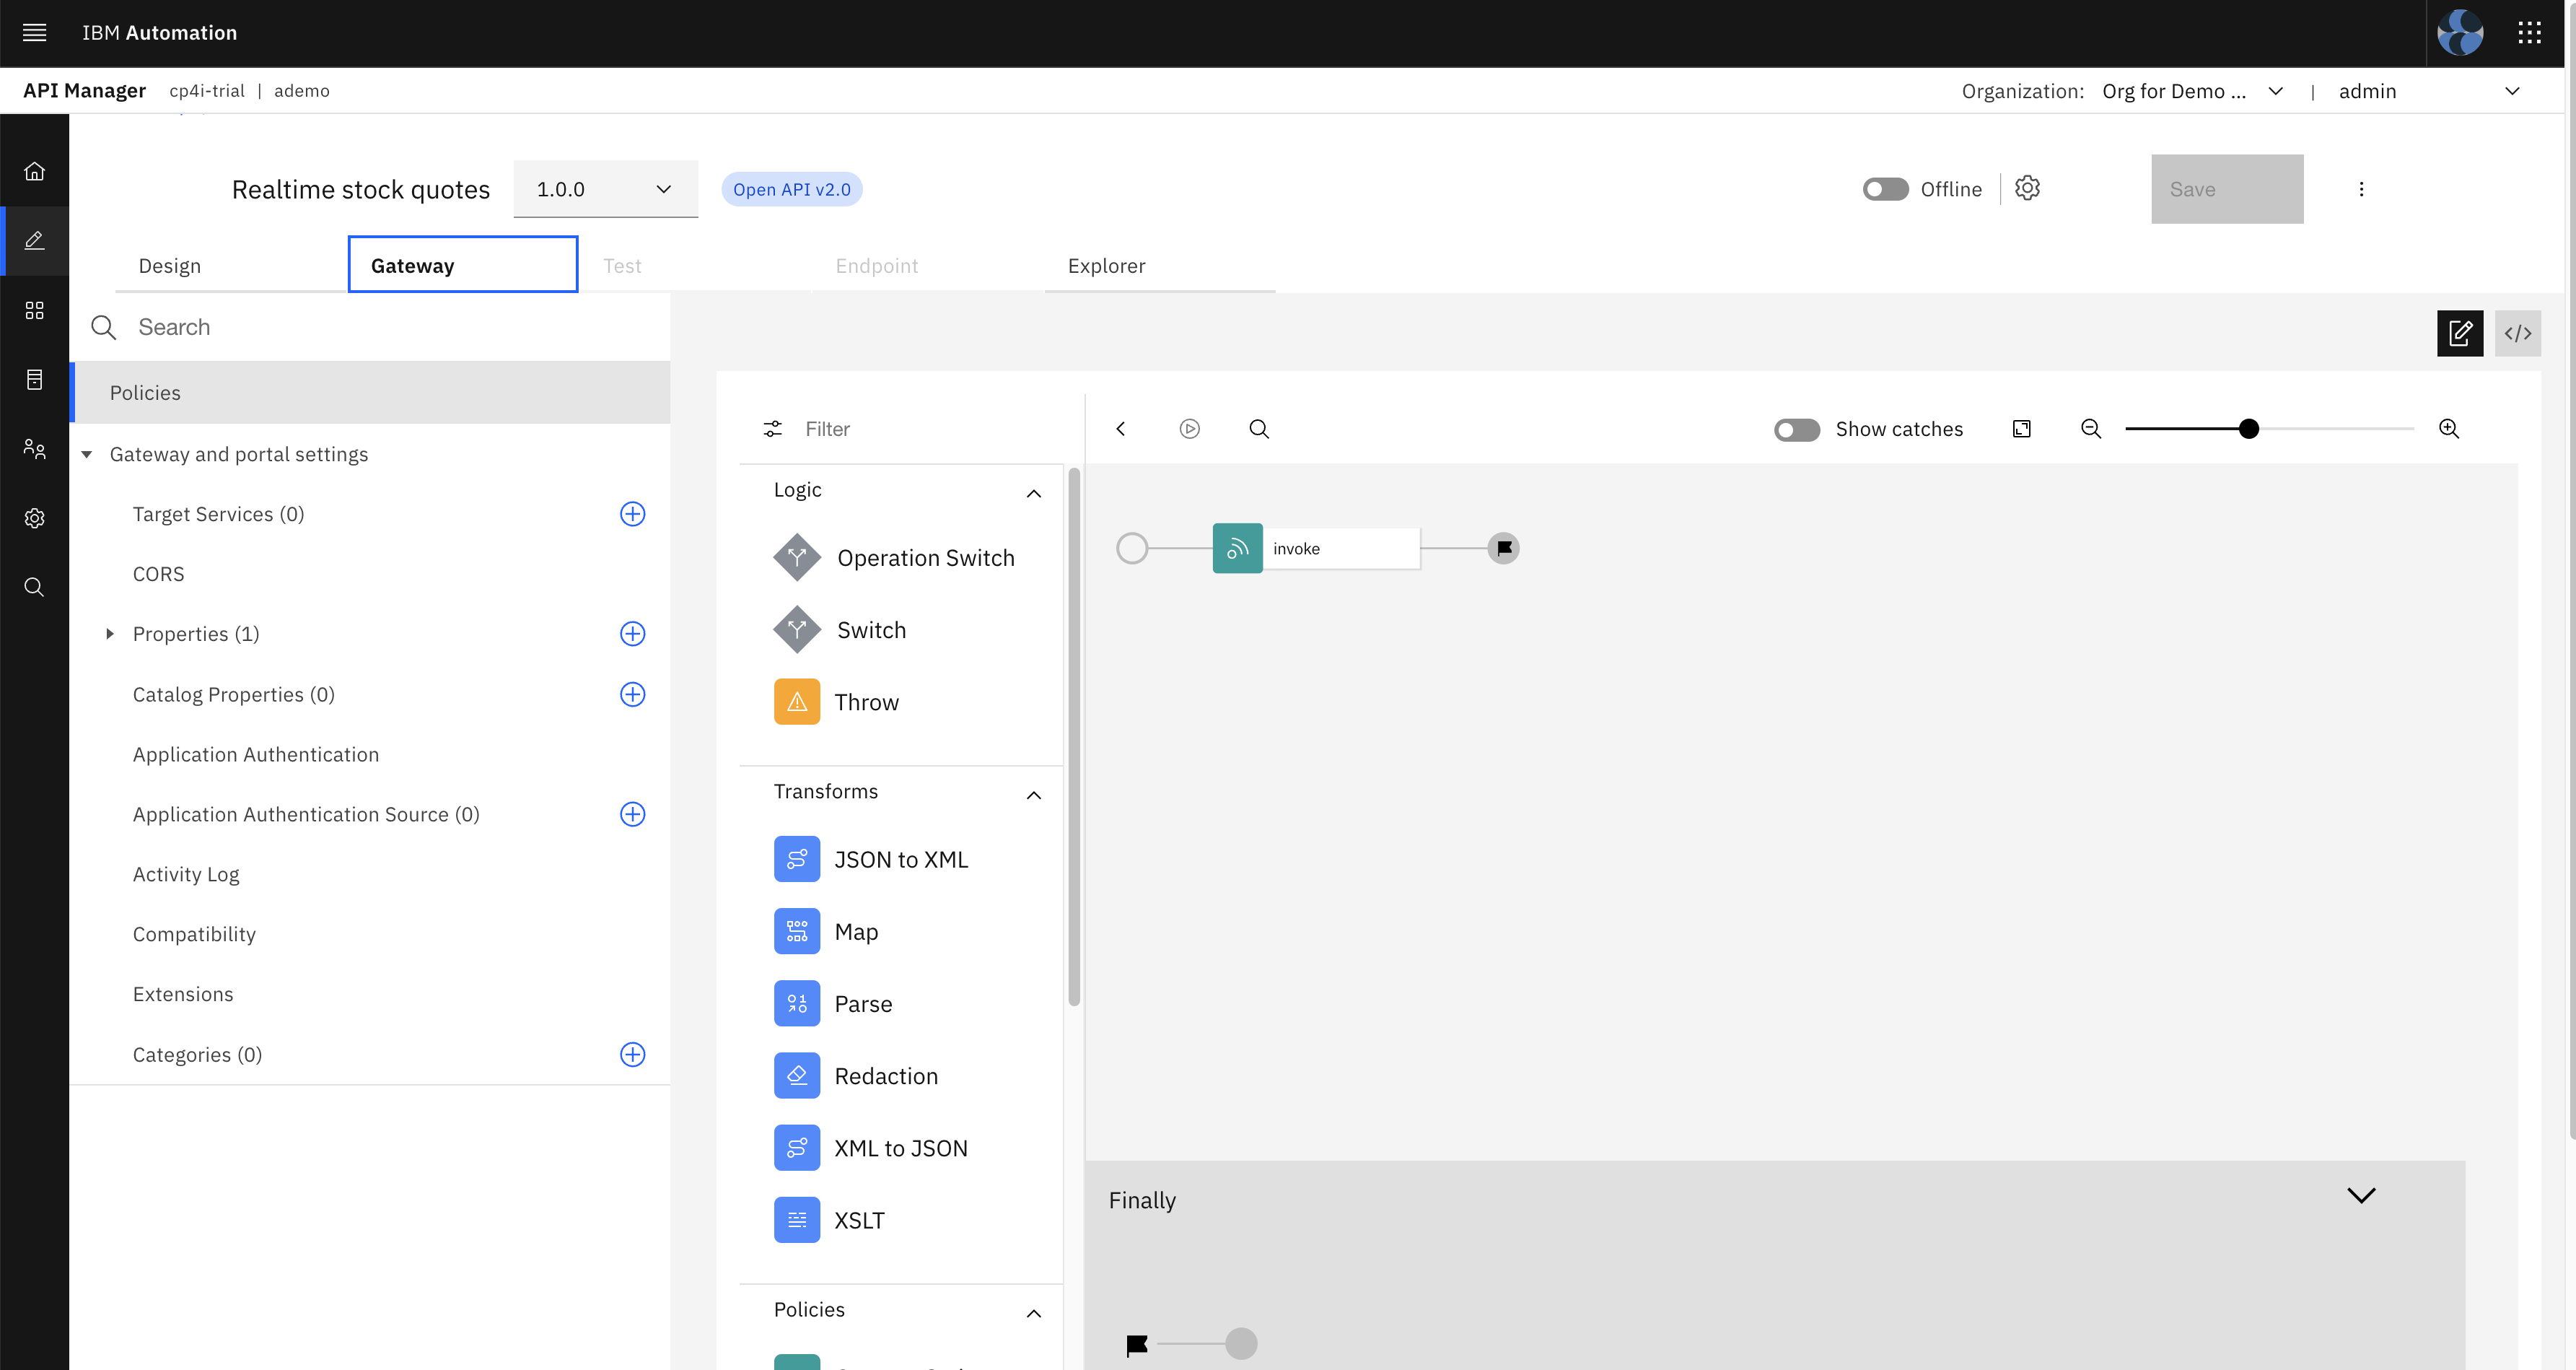 IBM Automation
API Manager cp4i-trial | ademo
Organization: Org for Demo ... | admin
Realtime stock quotes 1.0.0 Open API v2.0 Offline Save
Design Gateway Test Endpoint Explorer
Search
Policies
Gateway and portal settings
Target Services (0)
CORS
Properties (1)
Catalog Properties (0)
Application Authentication
Application Authentication Source (0)
Activity Log
Compatibility
Extensions
Categories (0)
Filter
Show catches
Logic
Operation Switch
Switch
Throw
Transforms
JSON to XML
Map
Parse
Redaction
XML to JSON
XSLT
Policies
invoke
Finally